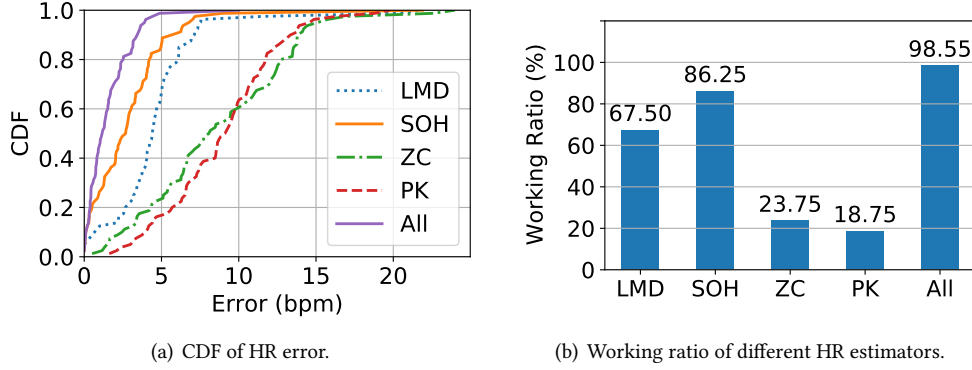 1.0
0.8
0.6
0.4
0.2
0.0
CDF
0
5
10
15
20
Error (bpm)
LMD
SOH
ZC
PK
All
(a) CDF of HR error.
100
80
60
40
20
0
Working Ratio (%)
67.50
86.25
23.75
18.75
98.55
LMD
SOH
ZC
PK
All
(b) Working ratio of different HR estimators.